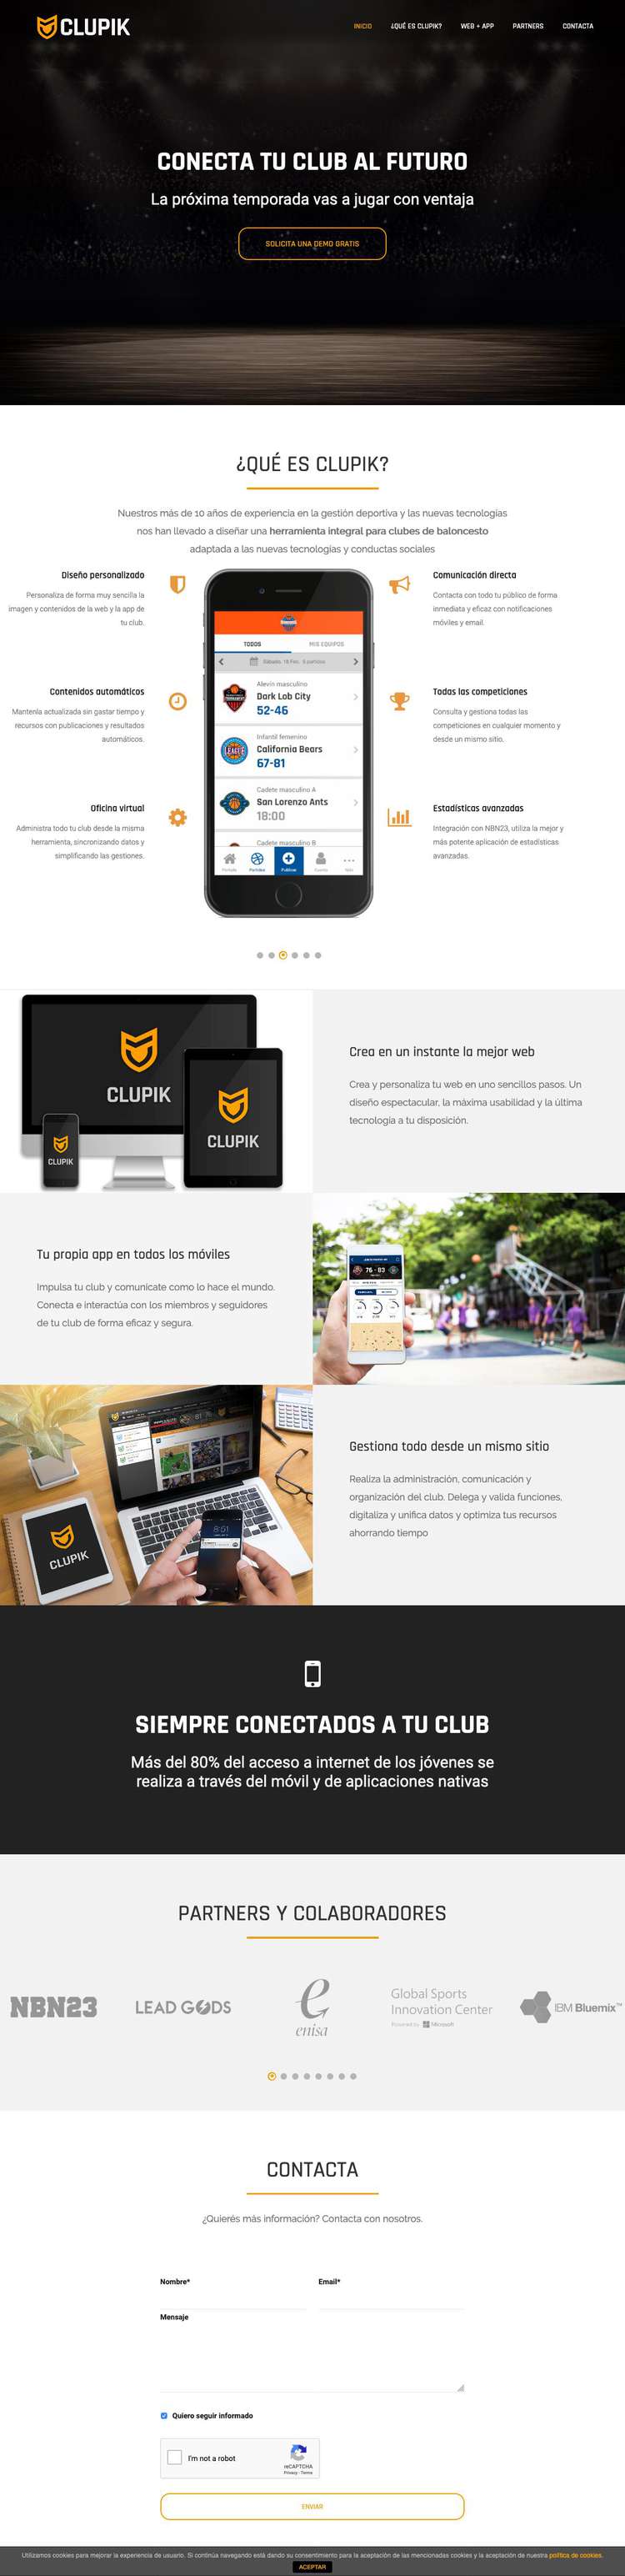 CLUPIK
INICIO ¿QUÉ ES CLUPIK? WEB + APP PARTNERS CONTACTA
CONECTA TU CLUB AL FUTURO
La próxima temporada vas a jugar con ventaja
SOLICITA UNA DEMO GRATIS
¿QUÉ ES CLUPIK?
Nuestros más de 10 años de experiencia en la gestión deportiva y las nuevas tecnologías
nos han llevado a diseñar una herramienta integral para clubes de baloncesto
adaptada a las nuevas tecnologías y conductas sociales
Diseño personalizado
Personaliza de forma muy sencilla la
imagen y contenidos de la web y la app de
tu club.
Contenidos automáticos
Mantenla actualizada sin gastar tiempo y
recursos con publicaciones y resultados
automáticos.
Oficina virtual
Administra todo tu club desde la misma
herramienta, sincronizando datos y
simplificando las gestiones.
TODOS MIS EQUIPOS
Sábado, 18 Feb. 6 partidos
Alevín masculino
Dark Lob City
52-46
Infantil femenino
California Bears
67-81
Cadete masculino A
San Lorenzo Ants
18:00
Cadete masculino B
Portada Partidos Publicar Cuenta Más
Comunicación directa
Contacta con todo tu público de forma
inmediata y eficaz con notificaciones
móviles y email.
Todas las competiciones
Consulta y gestiona todas las
competiciones en cualquier momento y
desde un mismo sitio.
Estadísticas avanzadas
Integración con NBN23, utiliza la mejor y
más potente aplicación de estadísticas
avanzadas.
CLUPIK
CLUPIK
CLUPIK
Crea en un instante la mejor web
Crea y personaliza tu web en uno sencillos pasos. Un
diseño espectacular, la máxima usabilidad y la última
tecnología a tu disposición.
Tu propia app en todos los móviles
Impulsa tu club y comunícate como lo hace el mundo.
Conecta e interactúa con los miembros y seguidores
de tu club de forma eficaz y segura.
76 - 83
CLUPIK
8:51
Gestiona todo desde un mismo sitio
Realiza la administración, comunicación y
organización del club. Delega y valida funciones,
digitaliza y unifica datos y optimiza tus recursos
ahorrando tiempo
SIEMPRE CONECTADOS A TU CLUB
Más del 80% del acceso a internet de los jóvenes se
realiza a través del móvil y de aplicaciones nativas
PARTNERS Y COLABORADORES
NBN23
LEAD GODS
e
enisa
Global Sports
Innovation Center
Powered by Microsoft
IBM Bluemix™
CONTACTA
¿Quierés más información? Contacta con nosotros.
Nombre* Email*
Mensaje
Quiero seguir informado
I'm not a robot
reCAPTCHA
Privacy - Terms
ENVIAR
Utilizamos cookies para mejorar la experiencia de usuario. Si continúa navegando está dando su consentimiento para la aceptación de las mencionadas cookies y la aceptación de nuestra política de cookies.
ACEPTAR